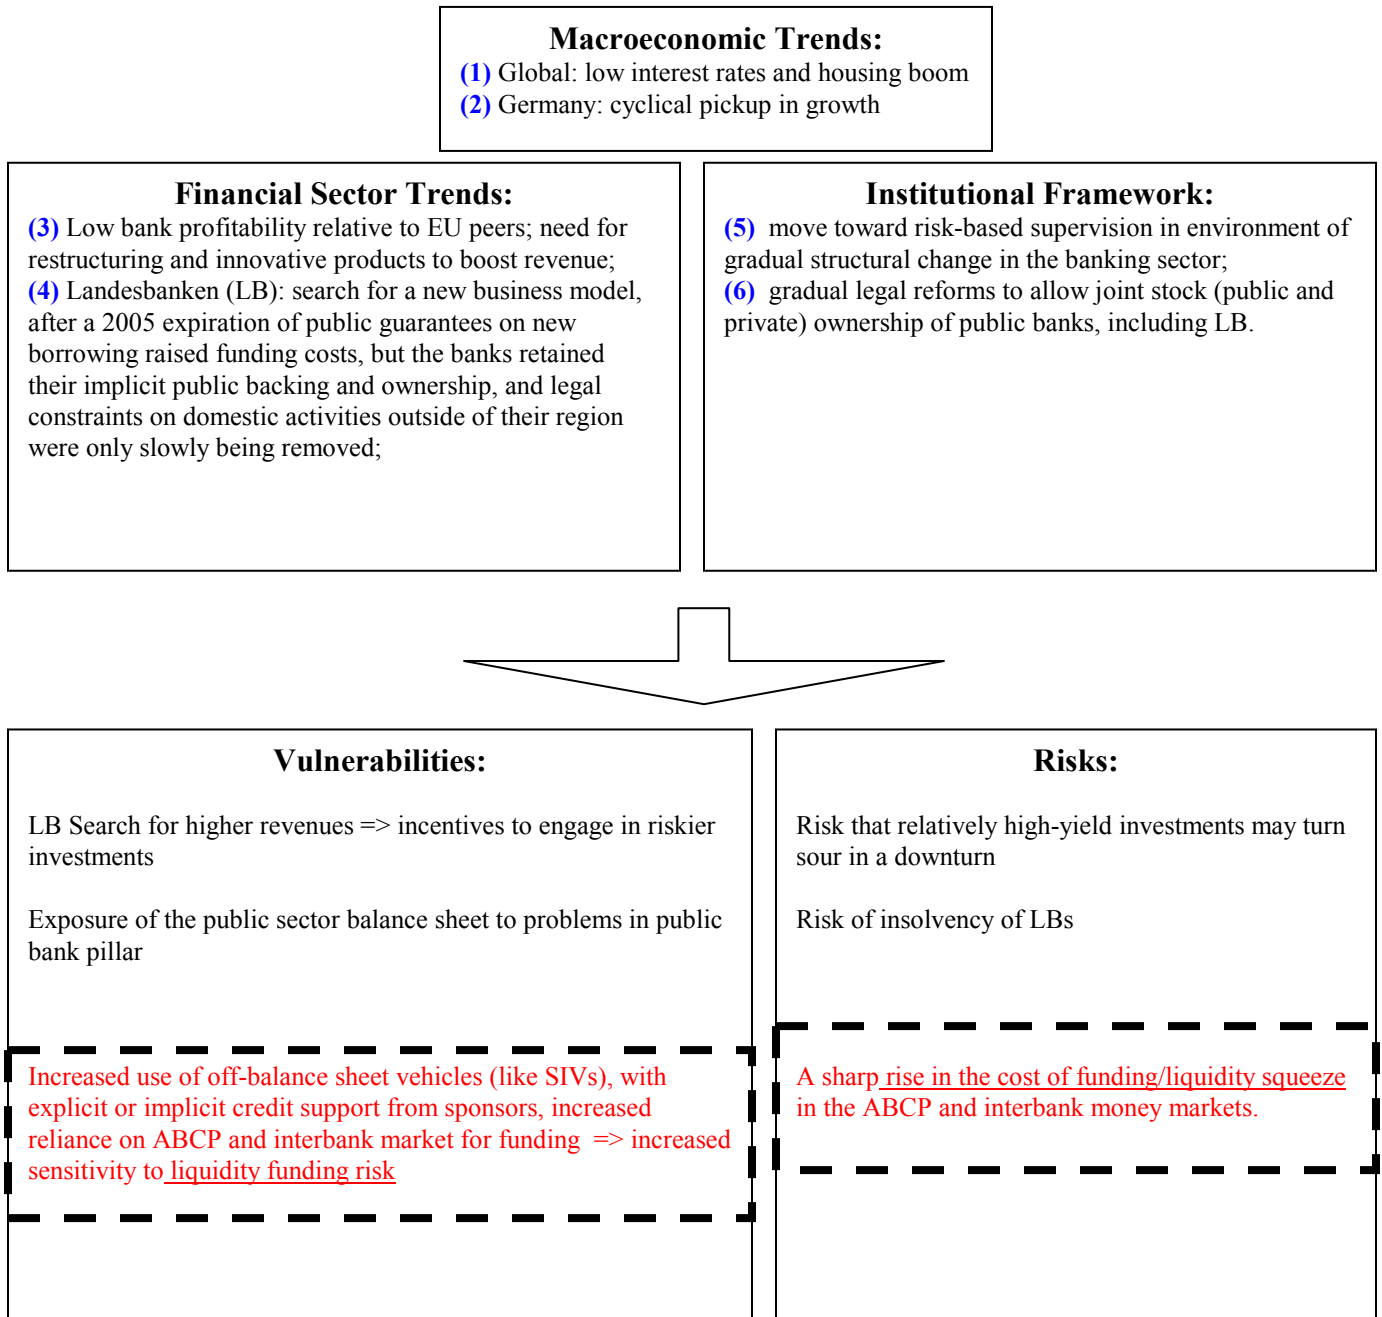 Macroeconomic Trends:
(1) Global: low interest rates and housing boom
(2) Germany: cyclical pickup in growth
Financial Sector Trends:
(3) Low bank profitability relative to EU peers; need for
restructuring and innovative products to boost revenue;
(4) Landesbanken (LB): search for a new business model,
after a 2005 expiration of public guarantees on new
borrowing raised funding costs, but the banks retained
their implicit public backing and ownership, and legal
constraints on domestic activities outside of their region
were only slowly being removed;
Institutional Framework:
(5) move toward risk-based supervision in environment of
gradual structural change in the banking sector;
(6) gradual legal reforms to allow joint stock (public and
private) ownership of public banks, including LB.
Vulnerabilities:
LB Search for higher revenues => incentives to engage in riskier
investments
Exposure of the public sector balance sheet to problems in public
bank pillar
Increased use of off-balance sheet vehicles (like SIVs), with
explicit or implicit credit support from sponsors, increased
reliance on ABCP and interbank market for funding => increased
sensitivity to liquidity funding risk
Risks:
Risk that relatively high-yield investments may turn
sour in a downturn
Risk of insolvency of LBs
A sharp rise in the cost of funding/liquidity squeeze
in the ABCP and interbank money markets.